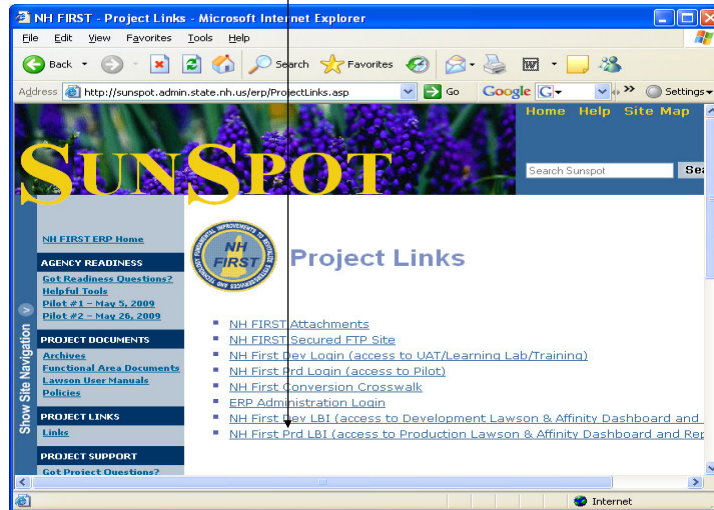 NH FIRST - Project Links - Microsoft Internet Explorer
File Edit View Favorites Tools Help
Back Search Favorites
Address http://sunspot.admin.state.nh.us/erp/ProjectLinks.asp Go Google G Settings
Home Help Site Map
SUNSPOT
Search Sunspot Sea
Show Site Navigation
NH FIRST ERP Home
AGENCY READINESS
Got Readiness Questions?
Helpful Tools
Pilot #1 – May 5, 2009
Pilot #2 – May 26, 2009
PROJECT DOCUMENTS
Archives
Functional Area Documents
Lawson User Manuals
Policies
PROJECT LINKS
Links
PROJECT SUPPORT
Got Project Questions?
NH FIRST
Project Links
NH FIRST Attachments
NH FIRST Secured FTP Site
NH First Dev Login (access to UAT/Learning Lab/Training)
NH First Prd Login (access to Pilot)
NH First Conversion Crosswalk
ERP Administration Login
NH First Dev LBI (access to Development Lawson & Affinity Dashboard and
NH First Prd LBI (access to Production Lawson & Affinity Dashboard and Rep
Internet